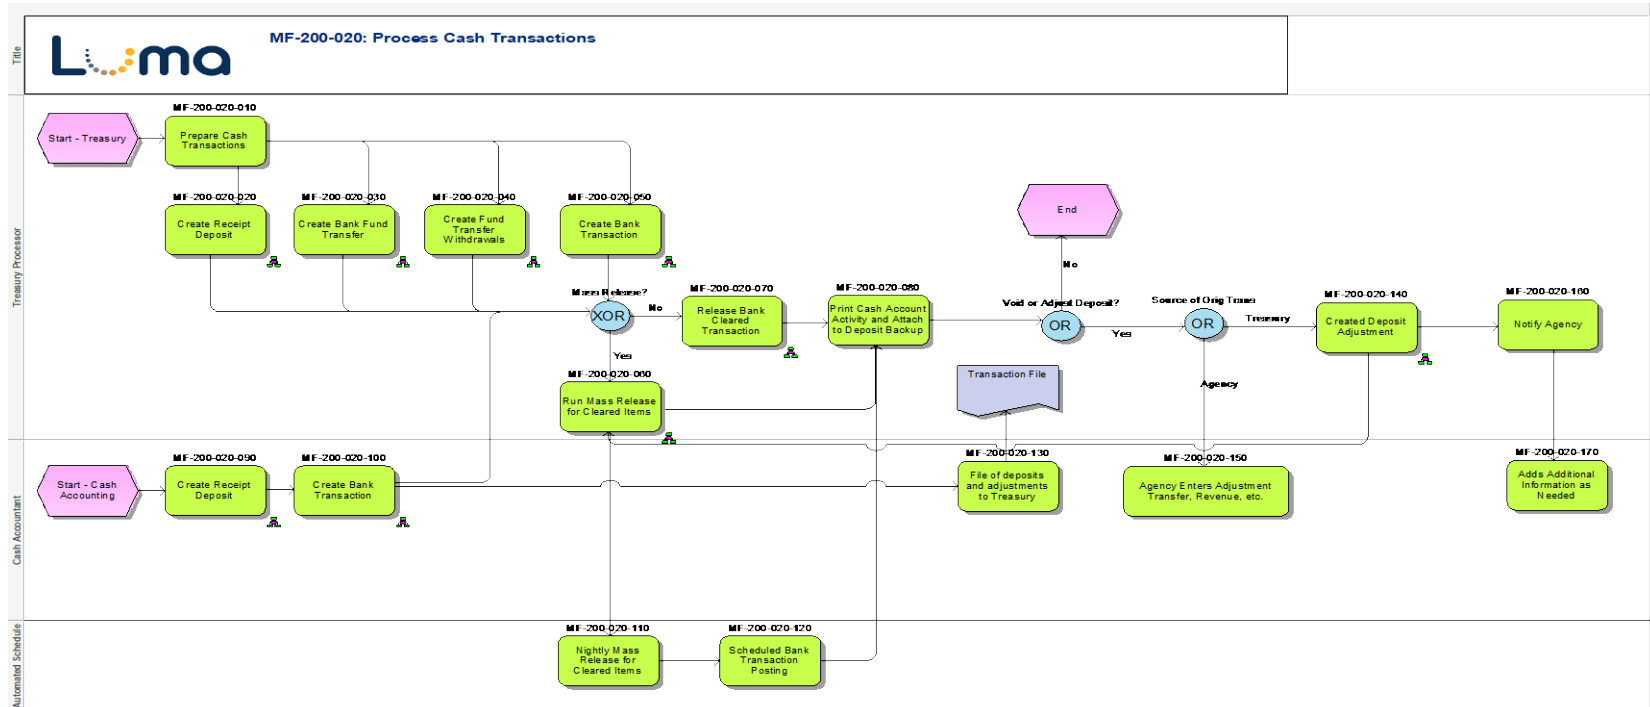 Title
Luma
MF-200-020: Process Cash Transactions
Treasury Processor
MF-200-020-010
Start - Treasury
Prepare Cash
Transactions
MF-200-020-020
MF-200-020-030
MF-200-020-040
MF-200-020-050
Create Receipt
Deposit
Create Bank Fund
Transfer
Create Fund
Transfer
Withdrawals
Create Bank
Transaction
End
No
Mass Release?
XOR
No
Yes
MF-200-020-070
Release Bank
Cleared
Transaction
MF-200-020-080
Print Cash Account
Activity and Attach
to Deposit Backup
Void or Adjust Deposit?
OR
Yes
Source of Orig Trans
OR
Treasury
Agency
MF-200-020-140
Created Deposit
Adjustment
MF-200-020-160
Notify Agency
MF-200-020-060
Run Mass Release
for Cleared Items
Transaction File
Cash Accountant
Start - Cash
Accounting
MF-200-020-090
Create Receipt
Deposit
MF-200-020-100
Create Bank
Transaction
MF-200-020-130
File of deposits
and adjustments
to Treasury
MF-200-020-150
Agency Enters Adjustment
Transfer, Revenue, etc.
MF-200-020-170
Adds Additional
Information as
Needed
Automated Schedule
MF-200-020-110
Nightly Mass
Release for
Cleared Items
MF-200-020-120
Scheduled Bank
Transaction
Posting